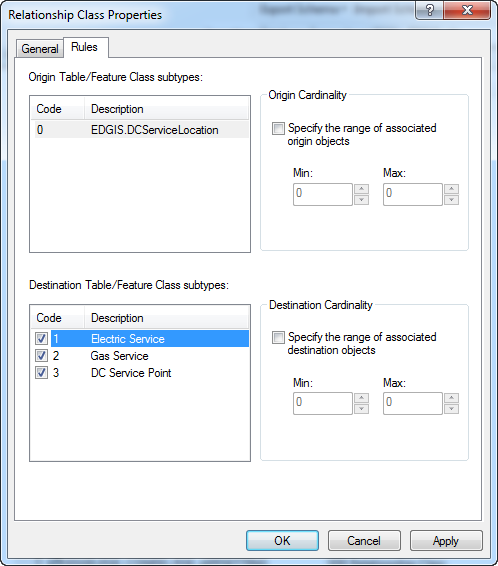 Relationship Class Properties
General Rules
Origin Table/Feature Class subtypes:
Code Description
0 EDGIS.DCServiceLocation
Origin Cardinality
Specify the range of associated
origin objects
Min: Max:
0 0
Destination Table/Feature Class subtypes:
Code Description
1 Electric Service
2 Gas Service
3 DC Service Point
Destination Cardinality
Specify the range of associated
destination objects
Min: Max:
0 0
OK Cancel Apply